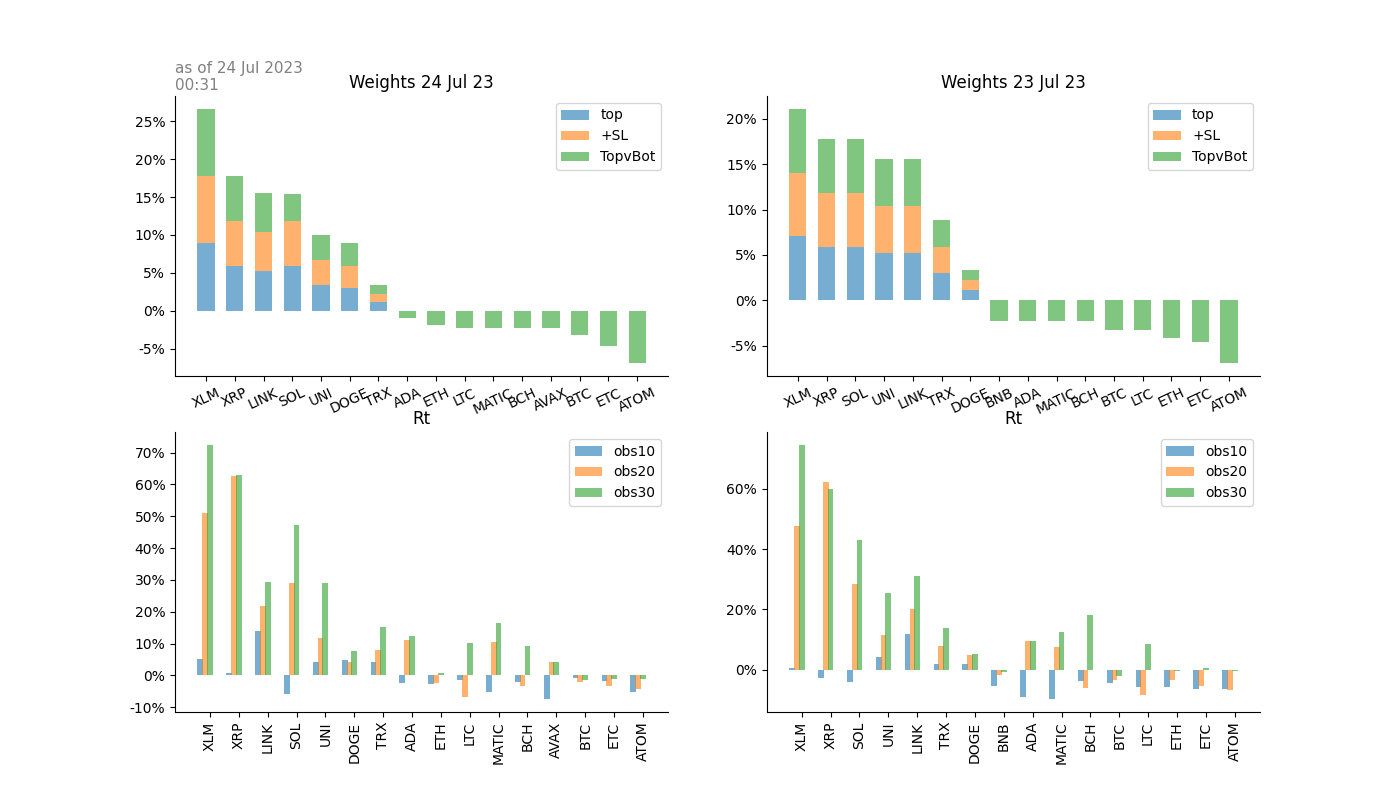 as of 24 Jul 2023
00:31
Weights 24 Jul 23
25%
20%
15%
10%
5%
0%
-5%
top
+SL
TopvBot
XLM XRP LINK SOL UNI DOGE TRX ADA ETH LTC MATIC BCH AVAX BTC ETC ATOM
Weights 23 Jul 23
20%
15%
10%
5%
0%
-5%
top
+SL
TopvBot
XLM XRP SOL UNI LINK TRX DOGE BNB ADA MATIC BCH BTC LTC ETH ETC ATOM
Rt
70%
60%
50%
40%
30%
20%
10%
0%
-10%
obs10
obs20
obs30
XLM XRP LINK SOL UNI DOGE TRX ADA ETH LTC MATIC BCH AVAX BTC ETC ATOM
Rt
60%
40%
20%
0%
obs10
obs20
obs30
XLM XRP SOL UNI LINK TRX DOGE BNB ADA MATIC BCH BTC LTC ETH ETC ATOM